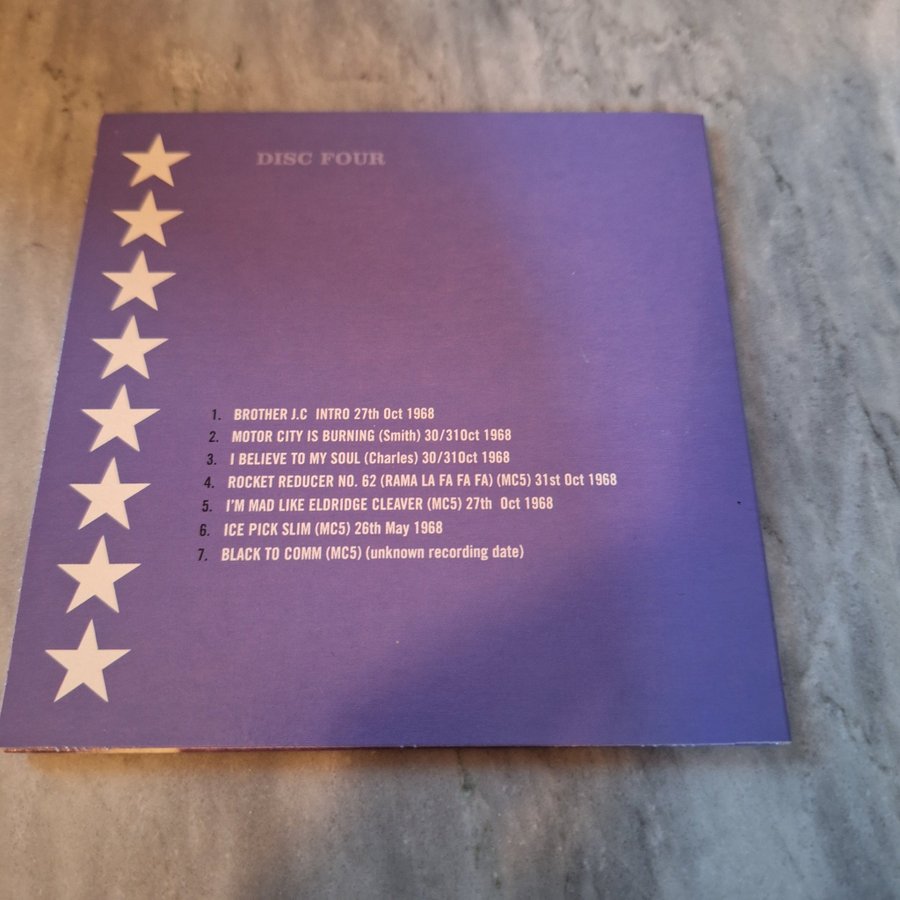 DISC FOUR
1. BROTHER J.C INTRO 27th Oct 1968
2. MOTOR CITY IS BURNING (Smith) 30/31Oct 1968
3. I BELIEVE TO MY SOUL (Charles) 30/31Oct 1968
4. ROCKET REDUCER NO. 62 (RAMA LA FA FA FA) (MC5) 31st Oct 1968
5. I'M MAD LIKE ELDRIDGE CLEAVER (MC5) 27th Oct 1968
6. ICE PICK SLIM (MC5) 26th May 1968
7. BLACK TO COMM (MC5) (unknown recording date)